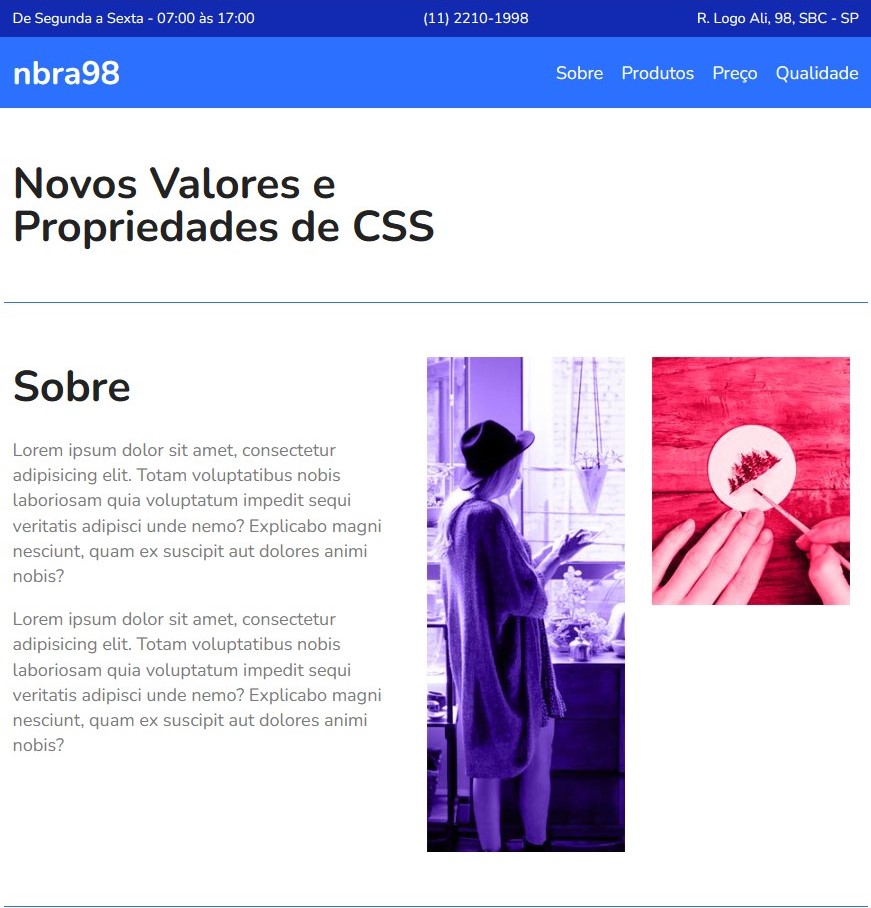 De Segunda a Sexta - 07:00 às 17:00
(11) 2210-1998
R. Logo Ali, 98, SBC - SP
nbra98
Sobre Produtos Preço Qualidade
Novos Valores e
Propriedades de CSS
Sobre
Lorem ipsum dolor sit amet, consectetur
adipisicing elit. Totam voluptatibus nobis
laboriosam quia voluptatum impedit sequi
veritatis adipisci unde nemo? Explicabo magni
nesciunt, quam ex suscipit aut dolores animi
nobis?
Lorem ipsum dolor sit amet, consectetur
adipisicing elit. Totam voluptatibus nobis
laboriosam quia voluptatum impedit sequi
veritatis adipisci unde nemo? Explicabo magni
nesciunt, quam ex suscipit aut dolores animi
nobis?